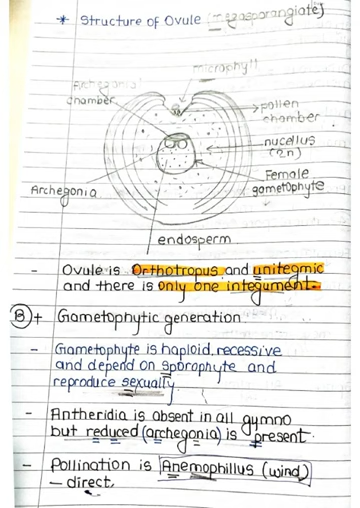 * Structure of Ovule (megasporangiate)
microphyll
Archegonial
chamber
pollen
chamber
nucellus
(2n)
Female
gametophyte
Archegonia
endosperm
- Ovule is Orthotropus and unitegmic
and there is only one integument.
B + Gametophytic generation
- Gametophyte is haploid, recessive
and depend on sporophyte and
reproduce sexually.
- Antheridia is absent in all gymno
but reduced (archegonia) is present.
- Pollination is Anemophillus (wind)
- direct.